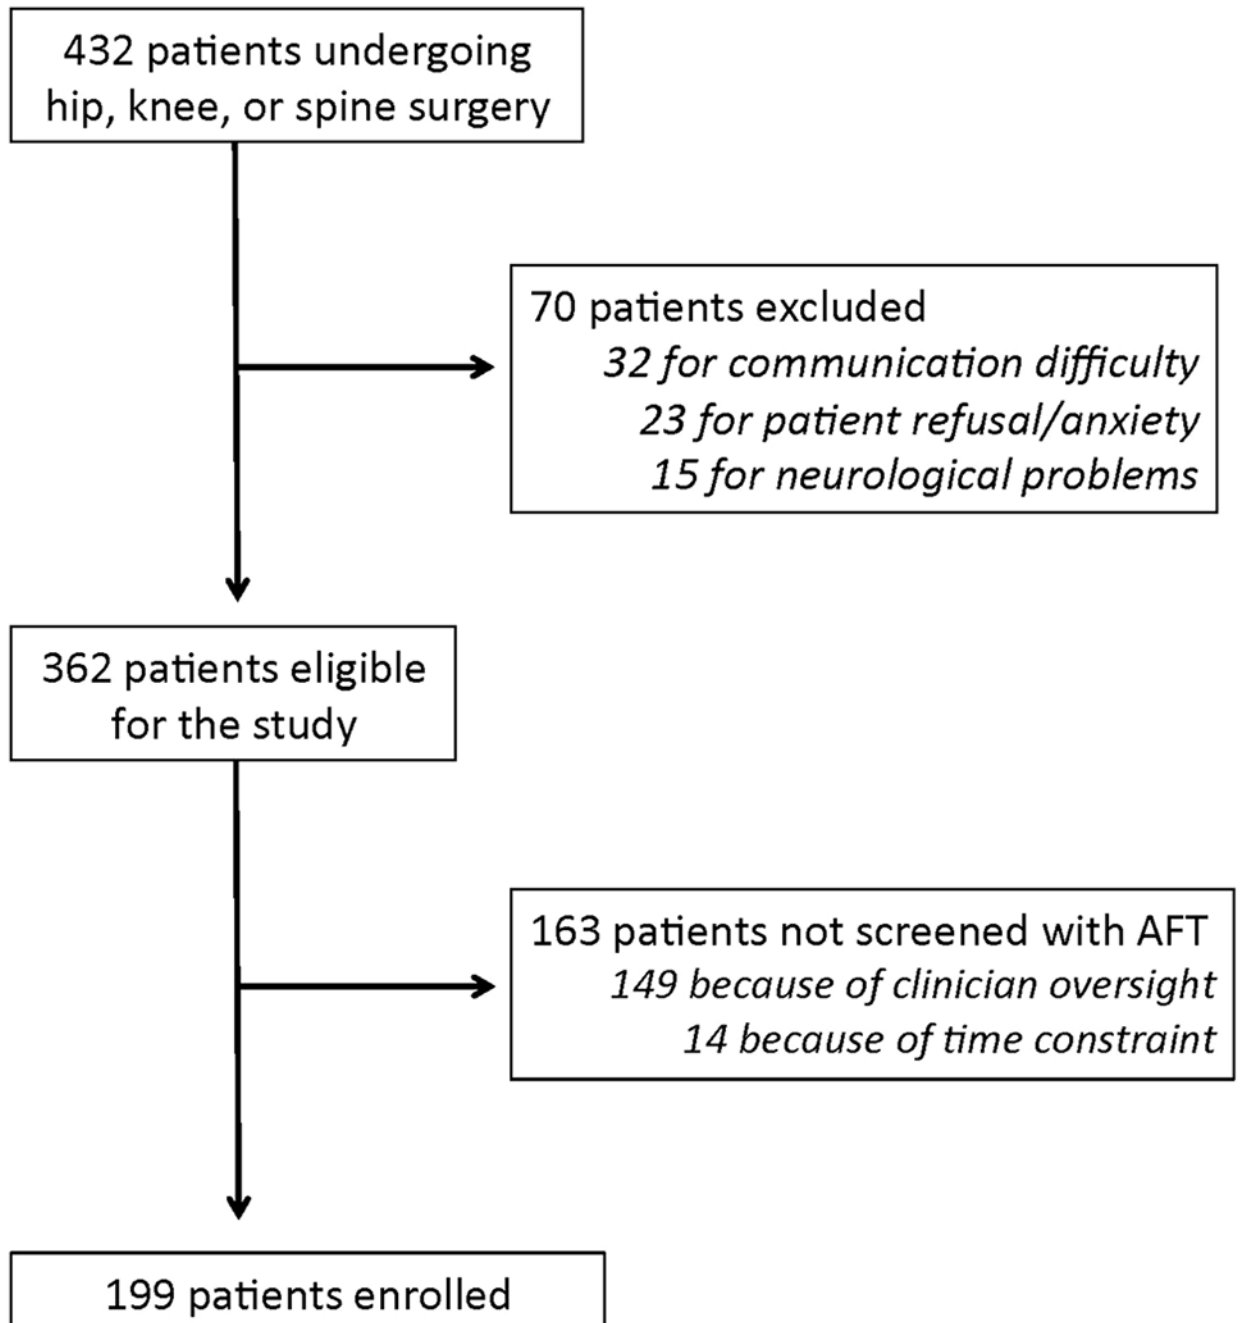 432 patients undergoing
hip, knee, or spine surgery
70 patients excluded
32 for communication difficulty
23 for patient refusal/anxiety
15 for neurological problems
362 patients eligible
for the study
163 patients not screened with AFT
149 because of clinician oversight
14 because of time constraint
199 patients enrolled